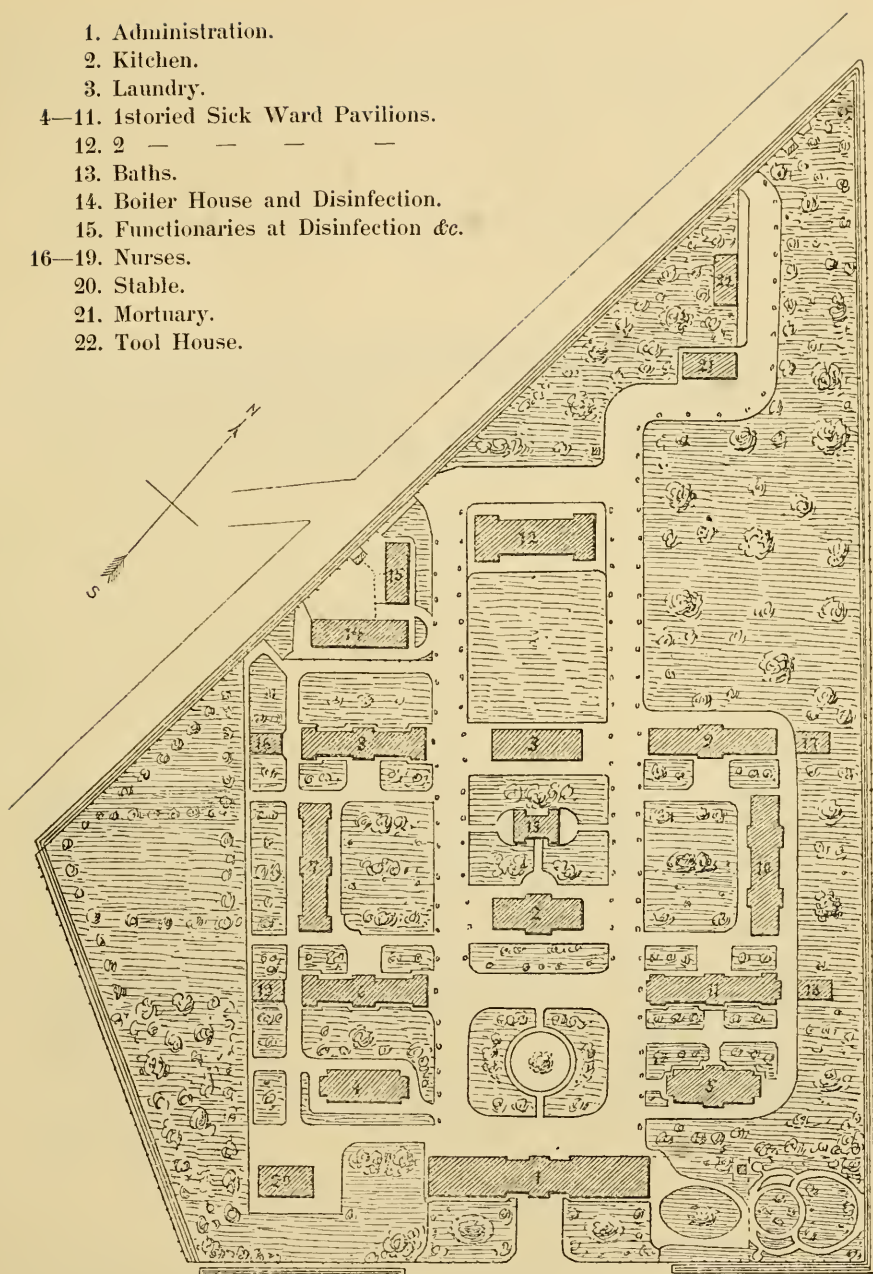 1. Administration.
2. Kitchen.
3. Laundry.
4—11. 1storied Sick Ward Pavilions.
12. 2 — — — —
13. Baths.
14. Boiler House and Disinfection.
15. Functionaries at Disinfection &c.
16—19. Nurses.
20. Stable.
21. Mortuary.
22. Tool House.
22
21
N
S
12
15
14
16
8
3
9
17
13
7
10
2
19
6
11
18
4
5
20
1